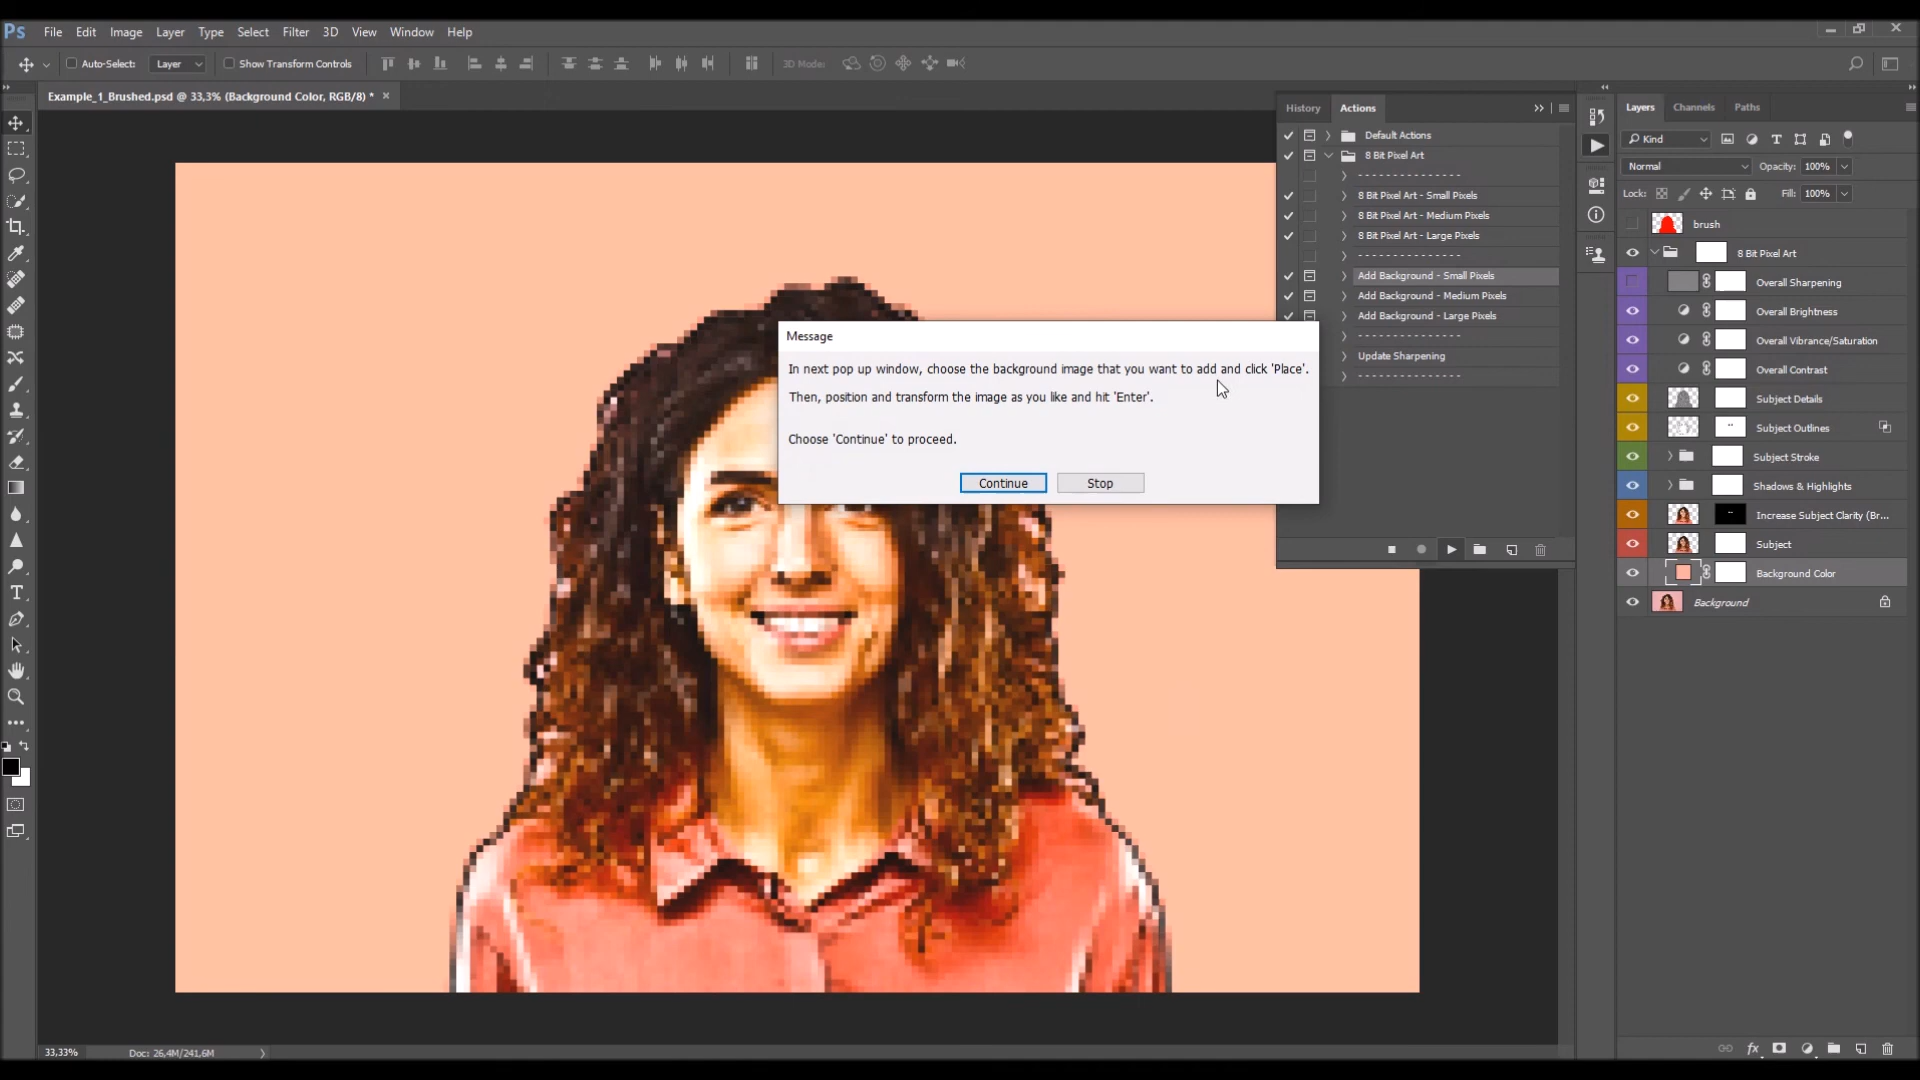 Ps File Edit Image Layer Type Select Filter 3D View Window Help
Auto-Select: Layer Show Transform Controls 3D Mode:
Example_1_Brushed.psd @ 33,3% (Background Color, RGB/8) *
History Actions
Default Actions
8 Bit Pixel Art
- - - - - - - - - - - - - - -
8 Bit Pixel Art - Small Pixels
8 Bit Pixel Art - Medium Pixels
8 Bit Pixel Art - Large Pixels
- - - - - - - - - - - - - - -
Add Background - Small Pixels
Add Background - Medium Pixels
Add Background - Large Pixels
- - - - - - - - - - - - - - -
Update Sharpening
- - - - - - - - - - - - - - -
Message
In next pop up window, choose the background image that you want to add and click 'Place'.
Then, position and transform the image as you like and hit 'Enter'.
Choose 'Continue' to proceed.
Continue Stop
Layers Channels Paths
Kind
Normal Opacity: 100%
Lock: Fill: 100%
brush
8 Bit Pixel Art
Overall Sharpening
Overall Brightness
Overall Vibrance/Saturation
Overall Contrast
Subject Details
Subject Outlines
Subject Stroke
Shadows & Highlights
Increase Subject Clarity (Br...
Subject
Background Color
Background
33,33% Doc: 26,4M/241,6M